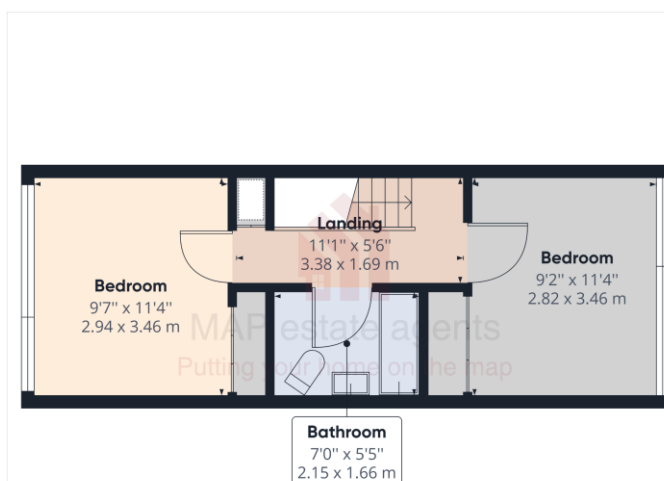 Landing
11'1" x 5'6"
3.38 x 1.69 m
Bedroom
9'7" x 11'4"
2.94 x 3.46 m
Bedroom
9'2" x 11'4"
2.82 x 3.46 m
MAP estate agents
Putting your home on the map
Bathroom
7'0" x 5'5"
2.15 x 1.66 m